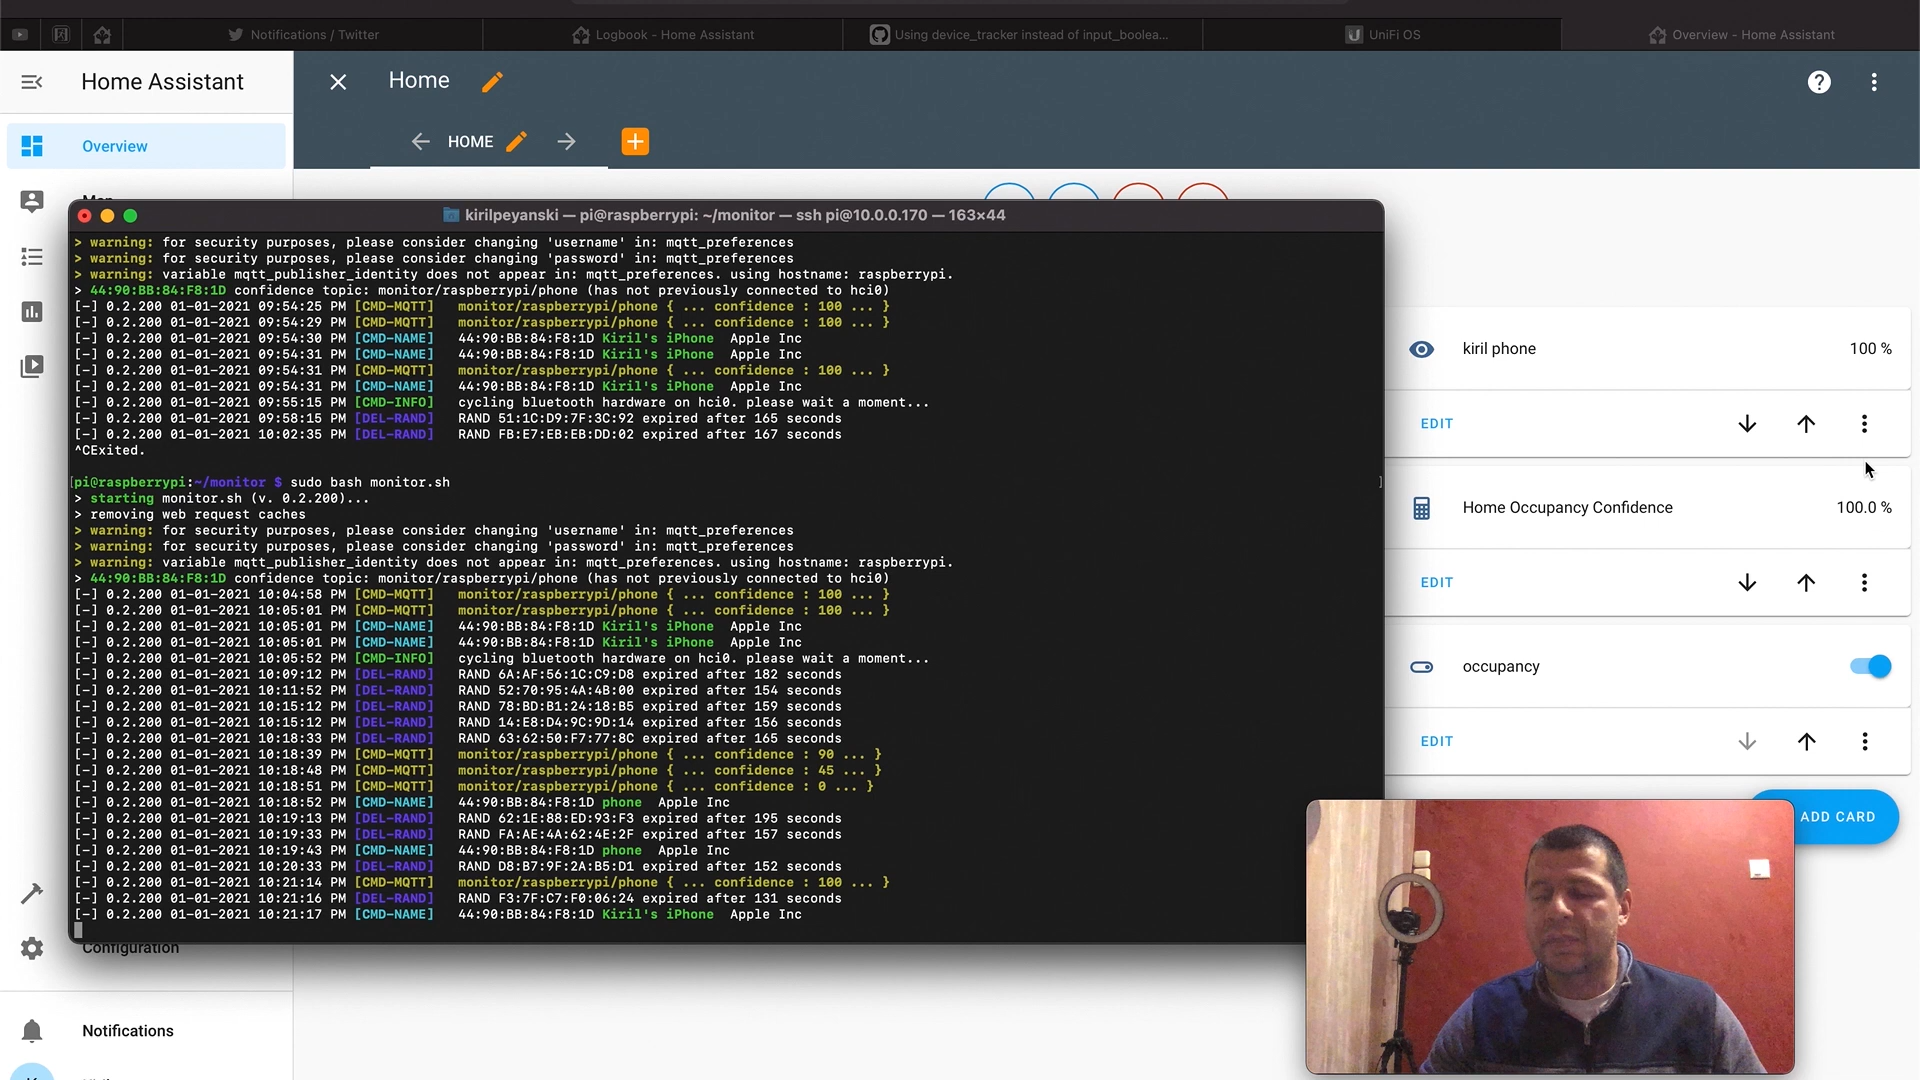 Notifications / Twitter
Logbook - Home Assistant
Using device_tracker instead of input_boolea...
UniFi OS
Overview - Home Assistant
Home Assistant
Home
HOME
Overview
kirilpeyanski — pi@raspberrypi: ~/monitor — ssh pi@10.0.0.170 — 163×44
> warning: for security purposes, please consider changing 'username' in: mqtt_preferences
> warning: for security purposes, please consider changing 'password' in: mqtt_preferences
> warning: variable mqtt_publisher_identity does not appear in: mqtt_preferences. using hostname: raspberrypi.
> 44:90:BB:84:F8:1D confidence topic: monitor/raspberrypi/phone (has not previously connected to hci0)
[-] 0.2.200 01-01-2021 09:54:25 PM [CMD-MQTT] monitor/raspberrypi/phone { ... confidence : 100 ... }
[-] 0.2.200 01-01-2021 09:54:29 PM [CMD-MQTT] monitor/raspberrypi/phone { ... confidence : 100 ... }
[-] 0.2.200 01-01-2021 09:54:30 PM [CMD-NAME] 44:90:BB:84:F8:1D Kiril's iPhone Apple Inc
[-] 0.2.200 01-01-2021 09:54:31 PM [CMD-NAME] 44:90:BB:84:F8:1D Kiril's iPhone Apple Inc
[-] 0.2.200 01-01-2021 09:54:31 PM [CMD-MQTT] monitor/raspberrypi/phone { ... confidence : 100 ... }
[-] 0.2.200 01-01-2021 09:54:31 PM [CMD-NAME] 44:90:BB:84:F8:1D Kiril's iPhone Apple Inc
[-] 0.2.200 01-01-2021 09:55:15 PM [CMD-INFO] cycling bluetooth hardware on hci0. please wait a moment...
[-] 0.2.200 01-01-2021 09:58:15 PM [DEL-RAND] RAND 51:1C:D9:7F:3C:92 expired after 165 seconds
[-] 0.2.200 01-01-2021 10:02:35 PM [DEL-RAND] RAND FB:E7:EB:EB:DD:02 expired after 167 seconds
^CExited.
[pi@raspberrypi:~/monitor $ sudo bash monitor.sh ]
> starting monitor.sh (v. 0.2.200)...
> removing web request caches
> warning: for security purposes, please consider changing 'username' in: mqtt_preferences
> warning: for security purposes, please consider changing 'password' in: mqtt_preferences
> warning: variable mqtt_publisher_identity does not appear in: mqtt_preferences. using hostname: raspberrypi.
> 44:90:BB:84:F8:1D confidence topic: monitor/raspberrypi/phone (has not previously connected to hci0)
[-] 0.2.200 01-01-2021 10:04:58 PM [CMD-MQTT] monitor/raspberrypi/phone { ... confidence : 100 ... }
[-] 0.2.200 01-01-2021 10:05:01 PM [CMD-MQTT] monitor/raspberrypi/phone { ... confidence : 100 ... }
[-] 0.2.200 01-01-2021 10:05:01 PM [CMD-NAME] 44:90:BB:84:F8:1D Kiril's iPhone Apple Inc
[-] 0.2.200 01-01-2021 10:05:01 PM [CMD-NAME] 44:90:BB:84:F8:1D Kiril's iPhone Apple Inc
[-] 0.2.200 01-01-2021 10:05:52 PM [CMD-INFO] cycling bluetooth hardware on hci0. please wait a moment...
[-] 0.2.200 01-01-2021 10:09:12 PM [DEL-RAND] RAND 6A:AF:56:1C:C9:D8 expired after 182 seconds
[-] 0.2.200 01-01-2021 10:11:52 PM [DEL-RAND] RAND 52:70:95:4A:4B:00 expired after 154 seconds
[-] 0.2.200 01-01-2021 10:15:12 PM [DEL-RAND] RAND 78:BD:B1:24:18:B5 expired after 159 seconds
[-] 0.2.200 01-01-2021 10:15:12 PM [DEL-RAND] RAND 14:E8:D4:9C:9D:14 expired after 156 seconds
[-] 0.2.200 01-01-2021 10:18:33 PM [DEL-RAND] RAND 63:62:50:F7:77:8C expired after 165 seconds
[-] 0.2.200 01-01-2021 10:18:39 PM [CMD-MQTT] monitor/raspberrypi/phone { ... confidence : 90 ... }
[-] 0.2.200 01-01-2021 10:18:48 PM [CMD-MQTT] monitor/raspberrypi/phone { ... confidence : 45 ... }
[-] 0.2.200 01-01-2021 10:18:51 PM [CMD-MQTT] monitor/raspberrypi/phone { ... confidence : 0 ... }
[-] 0.2.200 01-01-2021 10:18:52 PM [CMD-NAME] 44:90:BB:84:F8:1D phone Apple Inc
[-] 0.2.200 01-01-2021 10:19:13 PM [DEL-RAND] RAND 62:1E:88:ED:93:F3 expired after 195 seconds
[-] 0.2.200 01-01-2021 10:19:33 PM [DEL-RAND] RAND FA:AE:4A:62:4E:2F expired after 157 seconds
[-] 0.2.200 01-01-2021 10:19:43 PM [CMD-NAME] 44:90:BB:84:F8:1D phone Apple Inc
[-] 0.2.200 01-01-2021 10:20:33 PM [DEL-RAND] RAND D8:B7:9F:2A:B5:D1 expired after 152 seconds
[-] 0.2.200 01-01-2021 10:21:14 PM [CMD-MQTT] monitor/raspberrypi/phone { ... confidence : 100 ... }
[-] 0.2.200 01-01-2021 10:21:16 PM [DEL-RAND] RAND F3:7F:C7:F0:06:24 expired after 131 seconds
[-] 0.2.200 01-01-2021 10:21:17 PM [CMD-NAME] 44:90:BB:84:F8:1D Kiril's iPhone Apple Inc
kiril phone
100 %
EDIT
Home Occupancy Confidence
100.0 %
EDIT
occupancy
EDIT
ADD CARD
Configuration
Notifications